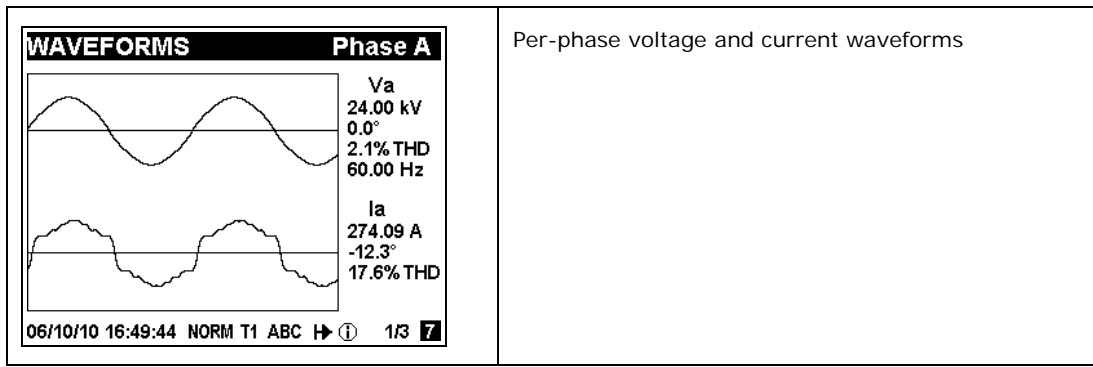 WAVEFORMS Phase A
Va
24.00 kV
0.0°
2.1% THD
60.00 Hz
Ia
274.09 A
-12.3°
17.6% THD
06/10/10 16:49:44 NORM T1 ABC 1/3 7
Per-phase voltage and current waveforms